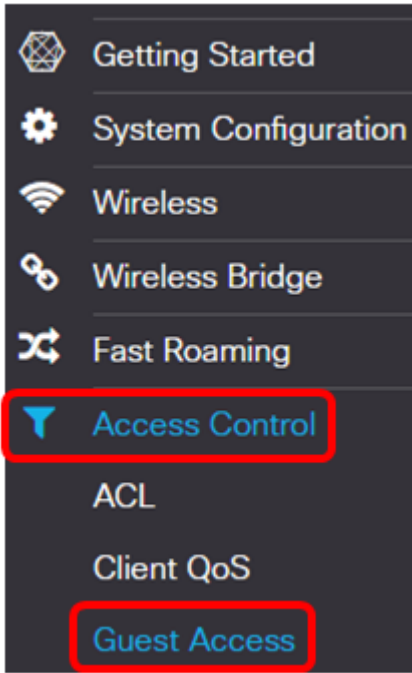 Getting Started
System Configuration
Wireless
Wireless Bridge
Fast Roaming
Access Control
ACL
Client QoS
Guest Access